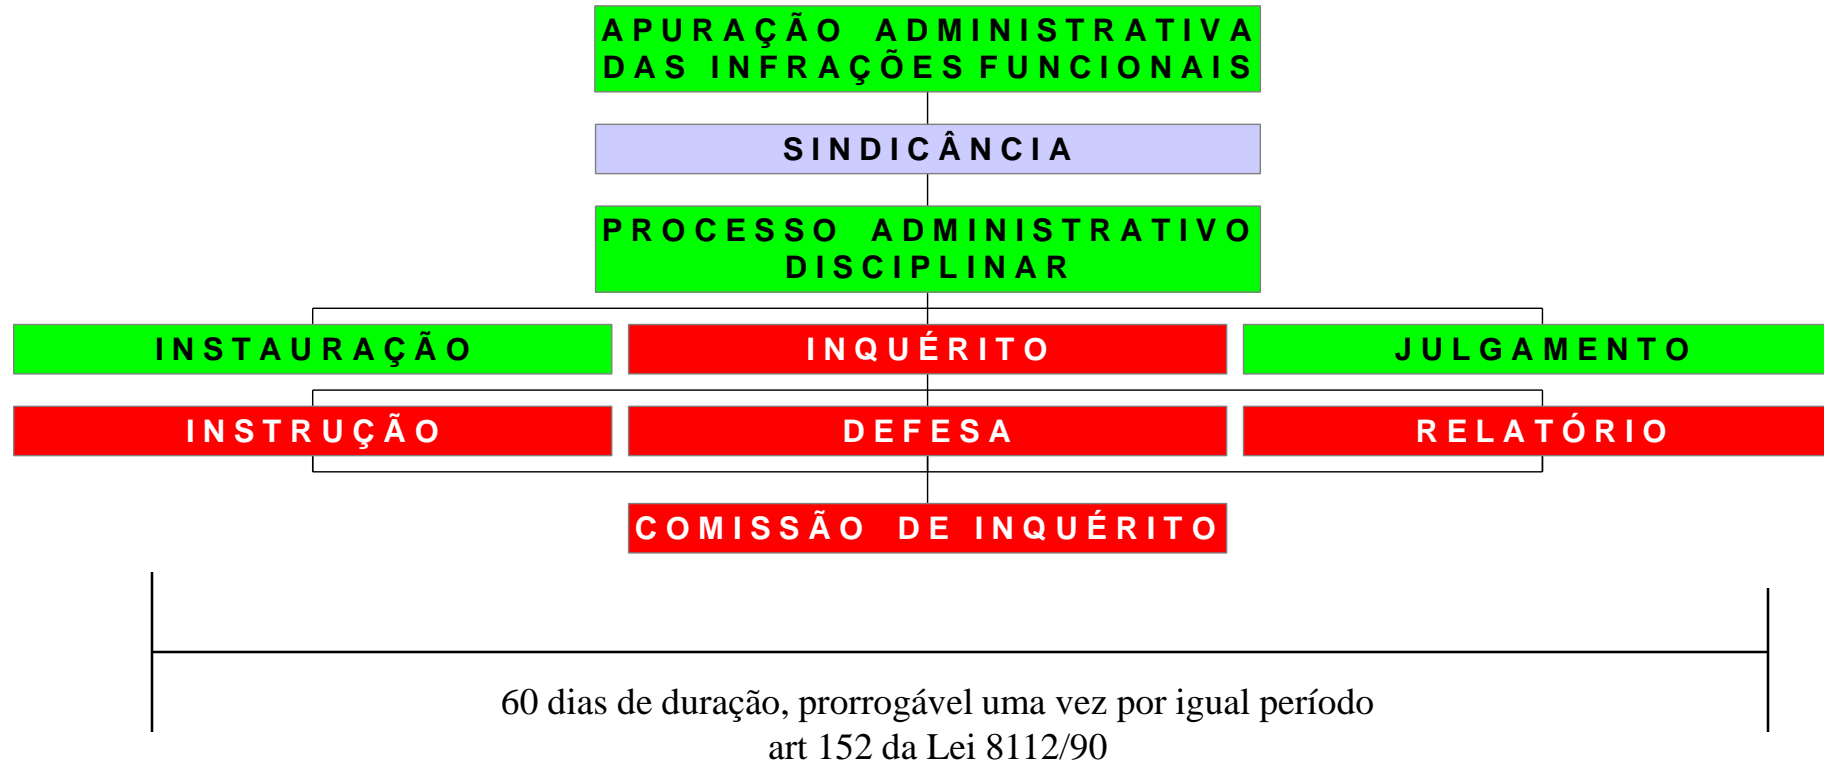 APURAÇÃO ADMINISTRATIVA
DAS INFRAÇÕES FUNCIONAIS
SINDICÂNCIA
PROCESSO ADMINISTRATIVO
DISCIPLINAR
INSTAURAÇÃO
INQUÉRITO
JULGAMENTO
INSTRUÇÃO
DEFESA
RELATÓRIO
COMISSÃO DE INQUÉRITO
60 dias de duração, prorrogável uma vez por igual período
art 152 da Lei 8112/90